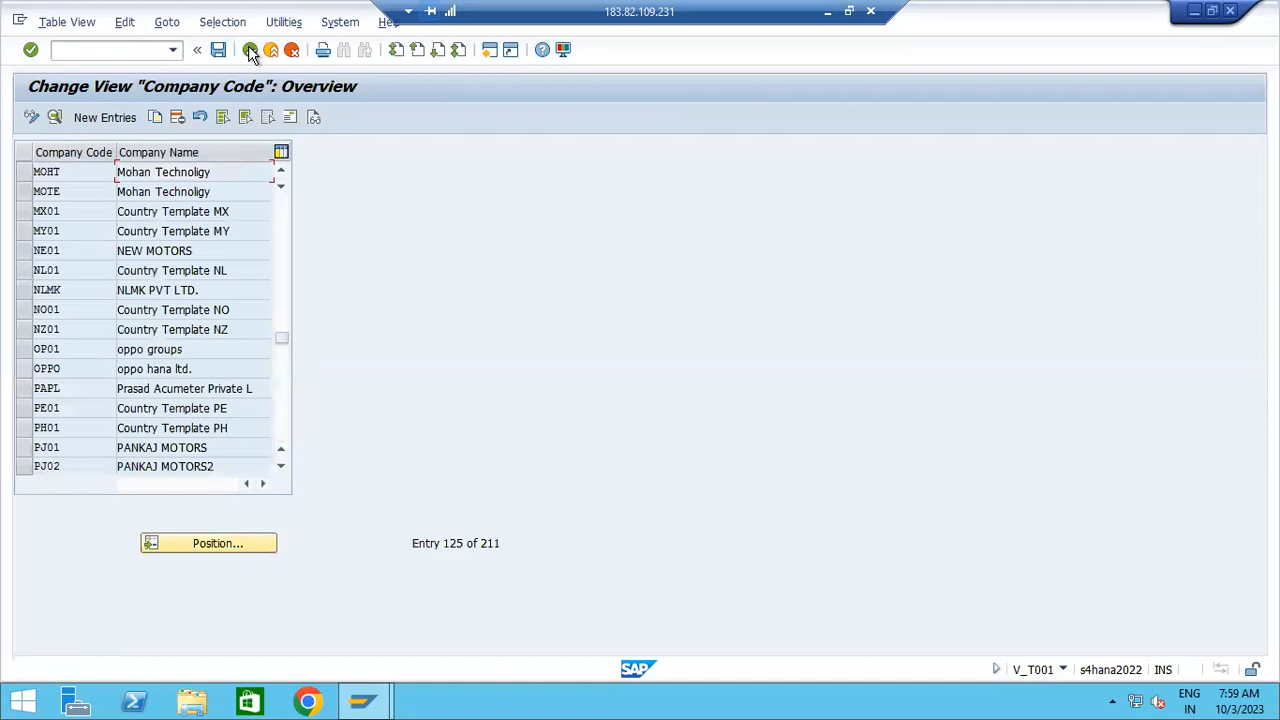 183.82.109.231
Table View Edit Goto Selection Utilities System Help
Change View "Company Code": Overview
New Entries
Company Code Company Name
MOHT Mohan Technoligy
MOTE Mohan Technoligy
MX01 Country Template MX
MY01 Country Template MY
NE01 NEW MOTORS
NL01 Country Template NL
NLMK NLMK PVT LTD.
NO01 Country Template NO
NZ01 Country Template NZ
OP01 oppo groups
OPPO oppo hana ltd.
PAPL Prasad Acumeter Private L
PE01 Country Template PE
PH01 Country Template PH
PJ01 PANKAJ MOTORS
PJ02 PANKAJ MOTORS2
Position... Entry 125 of 211
SAP V_T001 s4hana2022 INS
ENG 7:59 AM
IN 10/3/2023